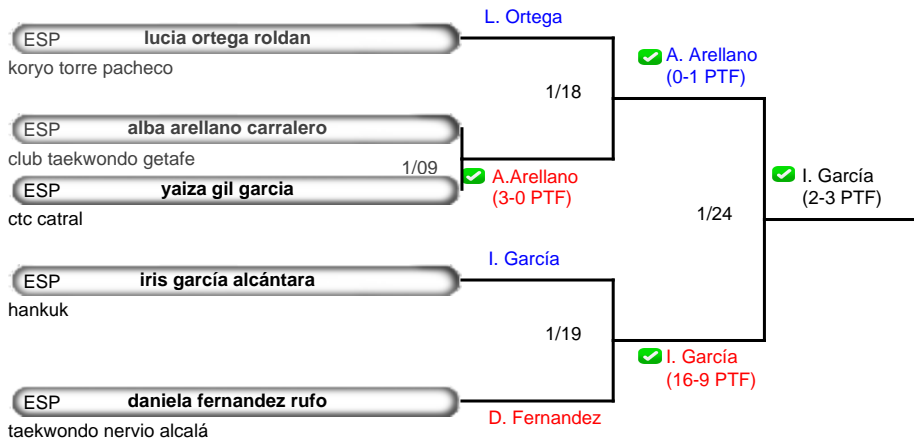 L. Ortega
ESP lucia ortega roldan
koryo torre pacheco
A. Arellano
(0-1 PTF)
1/18
ESP alba arellano carralero
club taekwondo getafe
1/09
A.Arellano
(3-0 PTF)
ESP yaiza gil garcia
ctc catral
I. García
(2-3 PTF)
1/24
I. García
ESP iris garcía alcántara
hankuk
1/19
I. García
(16-9 PTF)
ESP daniela fernandez rufo
D. Fernandez
taekwondo nervio alcalá